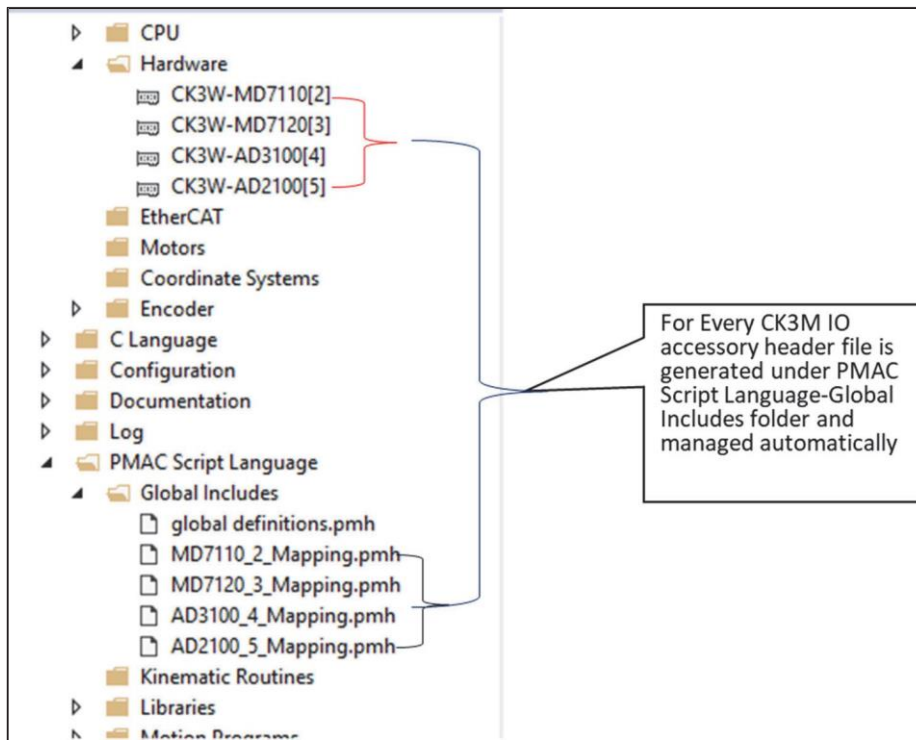 CPU
Hardware
CK3W-MD7110[2]
CK3W-MD7120[3]
CK3W-AD3100[4]
CK3W-AD2100[5]
EtherCAT
Motors
Coordinate Systems
Encoder
C Language
Configuration
Documentation
Log
PMAC Script Language
Global Includes
global definitions.pmh
MD7110_2_Mapping.pmh
MD7120_3_Mapping.pmh
AD3100_4_Mapping.pmh
AD2100_5_Mapping.pmh
Kinematic Routines
Libraries
Motion Programs
For Every CK3M IO
accessory header file is
generated under PMAC
Script Language-Global
Includes folder and
managed automatically